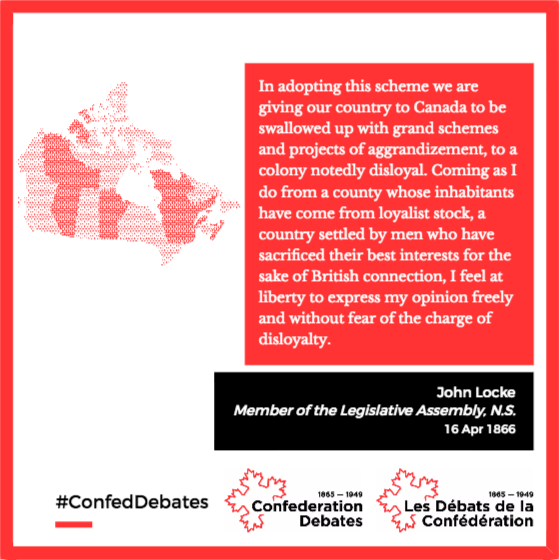 In adopting this scheme we are
giving our country to Canada to be
swallowed up with grand schemes
and projects of aggrandizement, to a
colony notedly disloyal. Coming as I
do from a county whose inhabitants
have come from loyalist stock, a
country settled by men who have
sacrificed their best interests for the
sake of British connection, I feel at
liberty to express my opinion freely
and without fear of the charge of
disloyalty.
John Locke
Member of the Legislative Assembly, N.S.
16 Apr 1866
#ConfedDebates
1865 — 1949
Confederation
Debates
1865 — 1949
Les Débats de la
Confédération